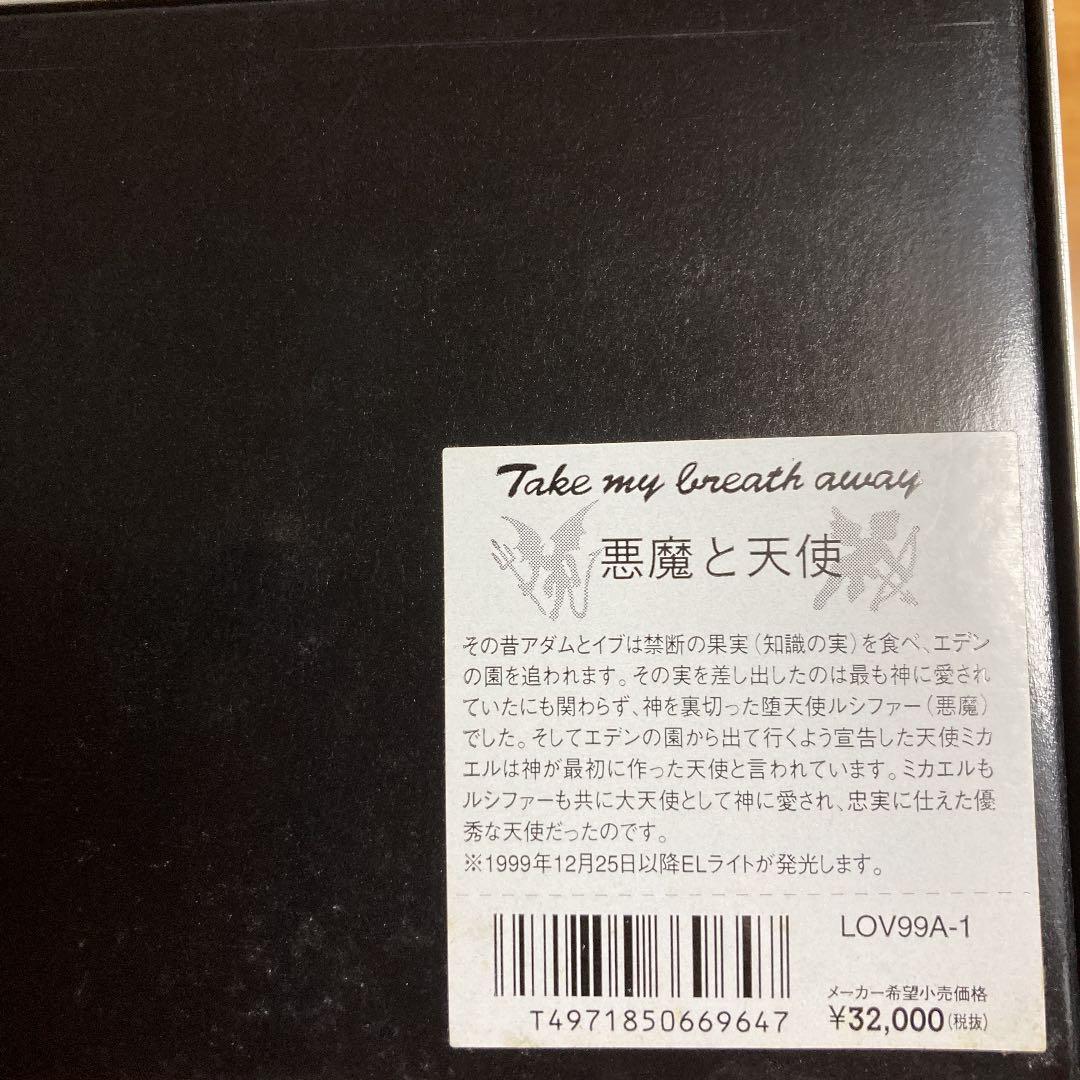 Take my breath away
悪魔と天使
その昔アダムとイブは禁断の果実（知識の実）を食べ、エデン
の園を追われます。その実を差し出したのは最も神に愛され
ていたにも関わらず、神を裏切った堕天使ルシファー（悪魔）
でした。そしてエデンの園から出て行くよう宣告した天使ミカ
エルは神が最初に作った天使と言われています。ミカエルも
ルシファーも共に大天使として神に愛され、忠実に仕えた優
秀な天使だったのです。
※1999年12月25日以降ELライトが発光します。
LOV99A-1
メーカー希望小売価格
¥32,000（税抜）
T4971850669647